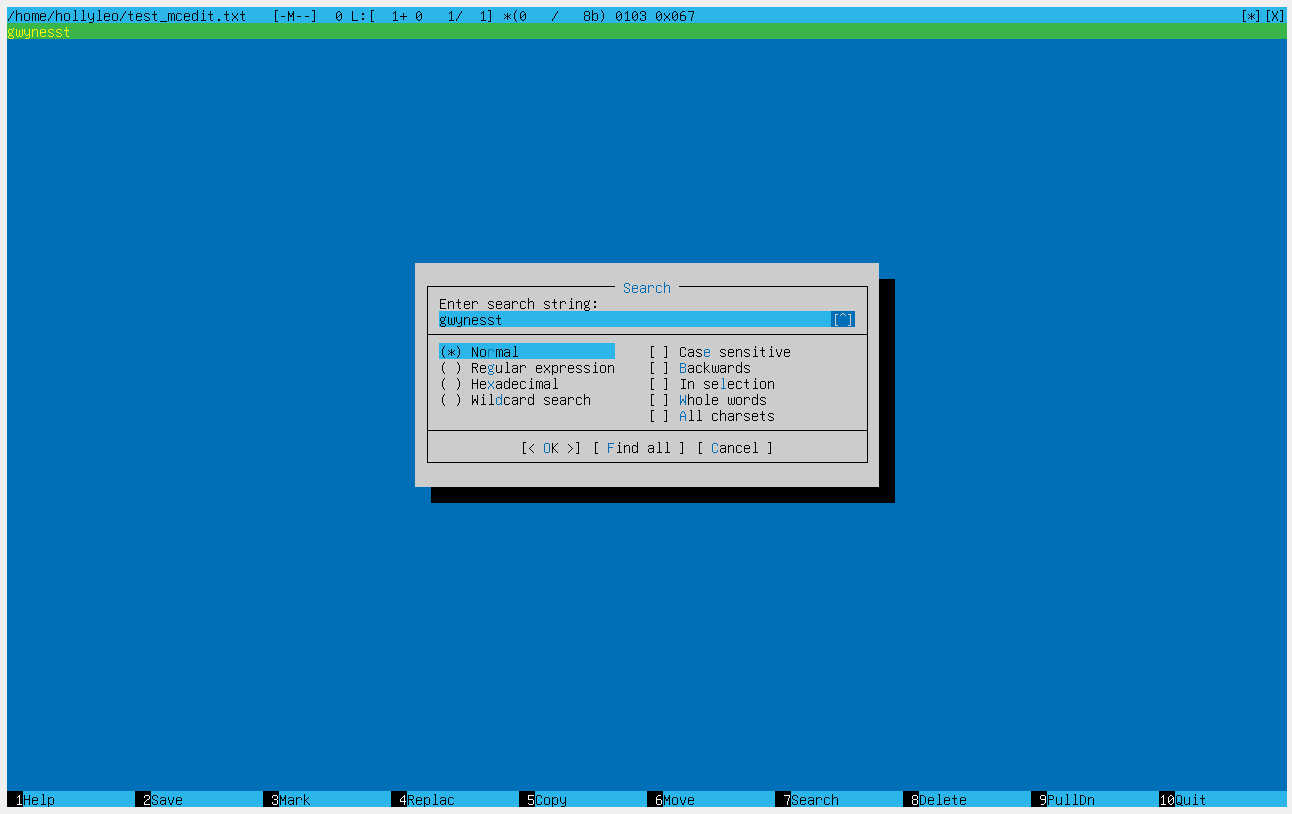 /home/hollyleo/test_mcedit.txt   [-M--]  0 L:[  1+ 0   1/  1] *(0   /   8b) 0103 0x067 [*][X]
gwynesst
Search
Enter search string:
gwynesst [^]
(*) Normal [ ] Case sensitive
( ) Regular expression [ ] Backwards
( ) Hexadecimal [ ] In selection
( ) Wildcard search [ ] Whole words
[ ] All charsets
[< OK >] [ Find all ] [ Cancel ]
1Help 2Save 3Mark 4Replac 5Copy 6Move 7Search 8Delete 9PullDn 10Quit